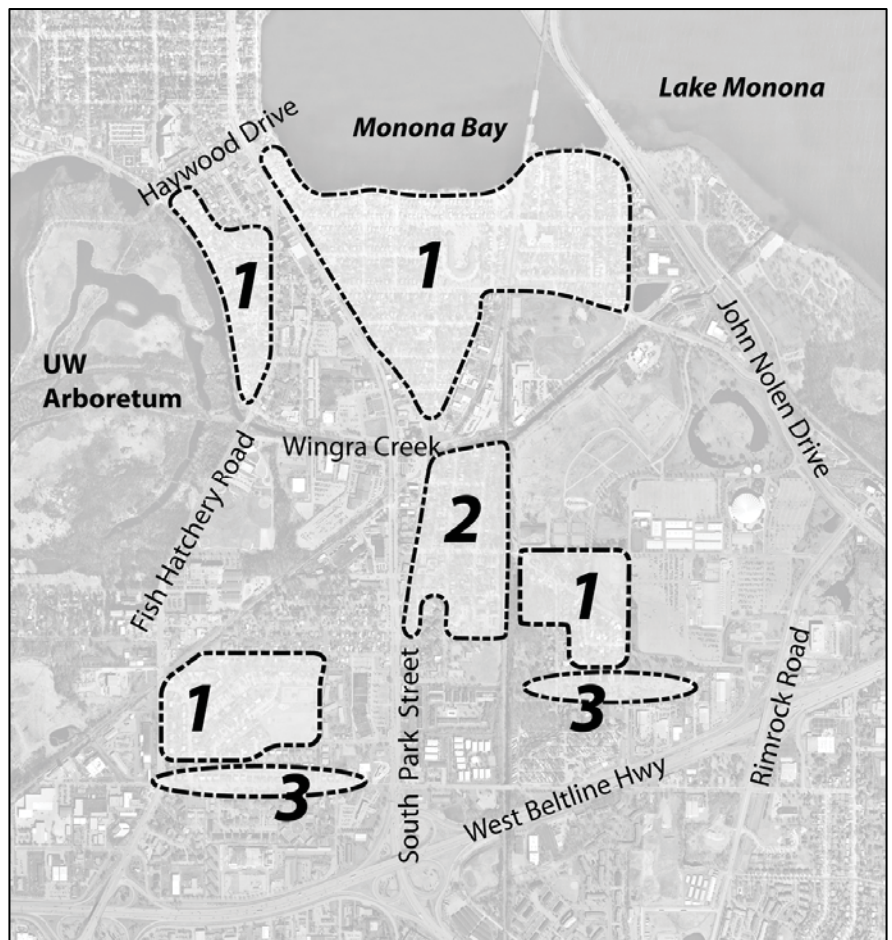 Lake Monona
Monona Bay
Haywood Drive
1
1
UW
Arboretum
John Nolen Drive
Wingra Creek
Fish Hatchery Road
2
1
South Park Street
Rimrock Road
1
3
3
West Beltline Hwy